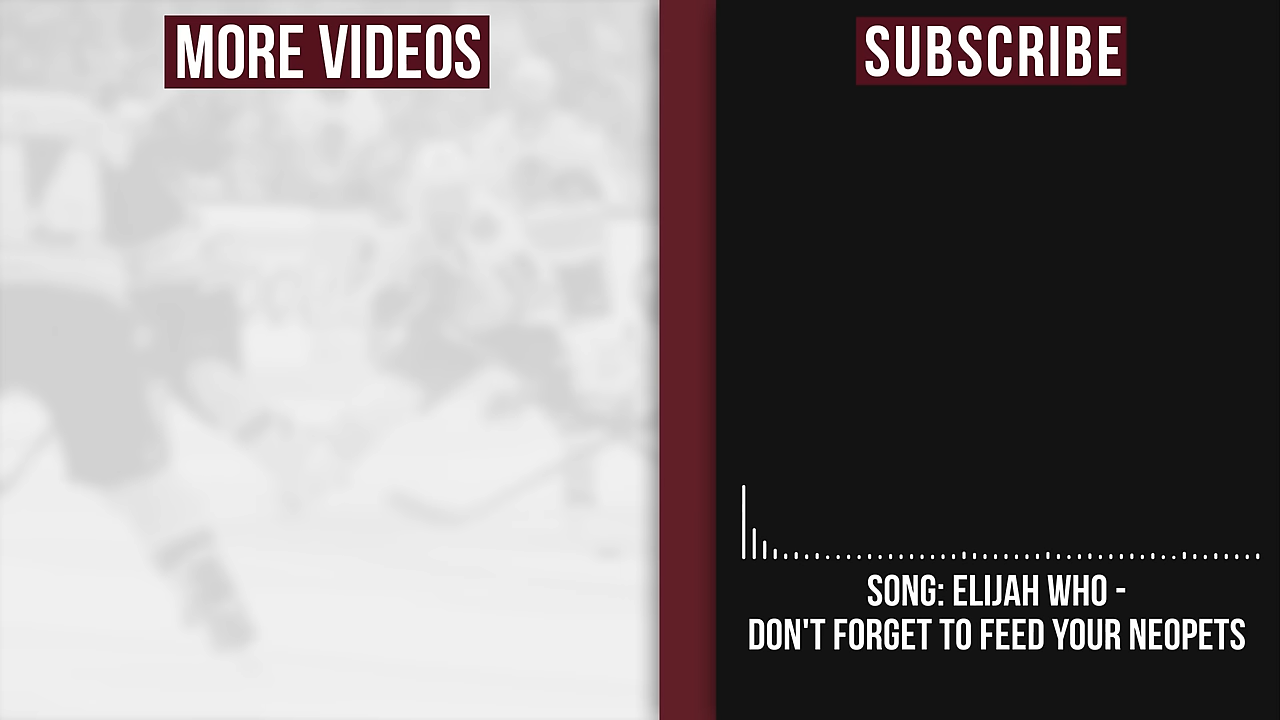 MORE VIDEOS
SUBSCRIBE
SONG: ELIJAH WHO -
DON'T FORGET TO FEED YOUR NEOPETS